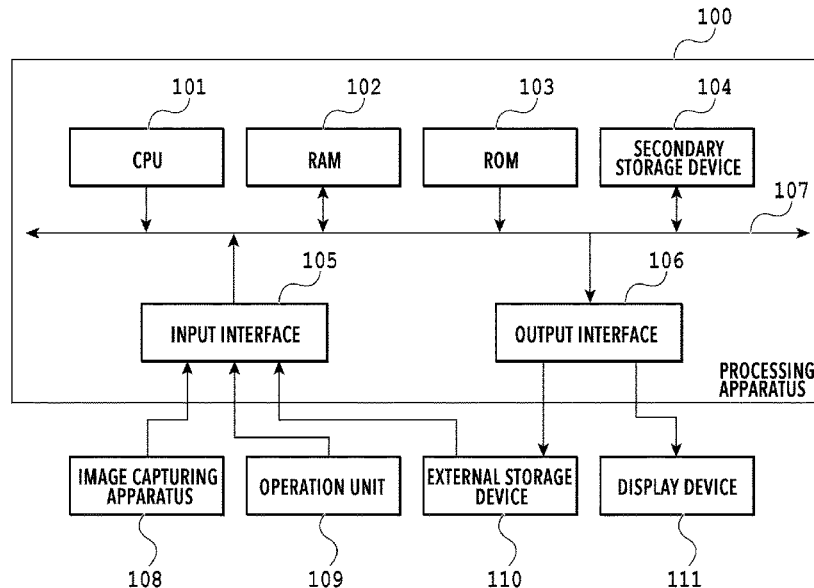 100
101
102
103
104
CPU
RAM
ROM
SECONDARY
STORAGE DEVICE
107
105
106
INPUT INTERFACE
OUTPUT INTERFACE
PROCESSING
APPARATUS
IMAGE CAPTURING
APPARATUS
OPERATION UNIT
EXTERNAL STORAGE
DEVICE
DISPLAY DEVICE
108
109
110
111